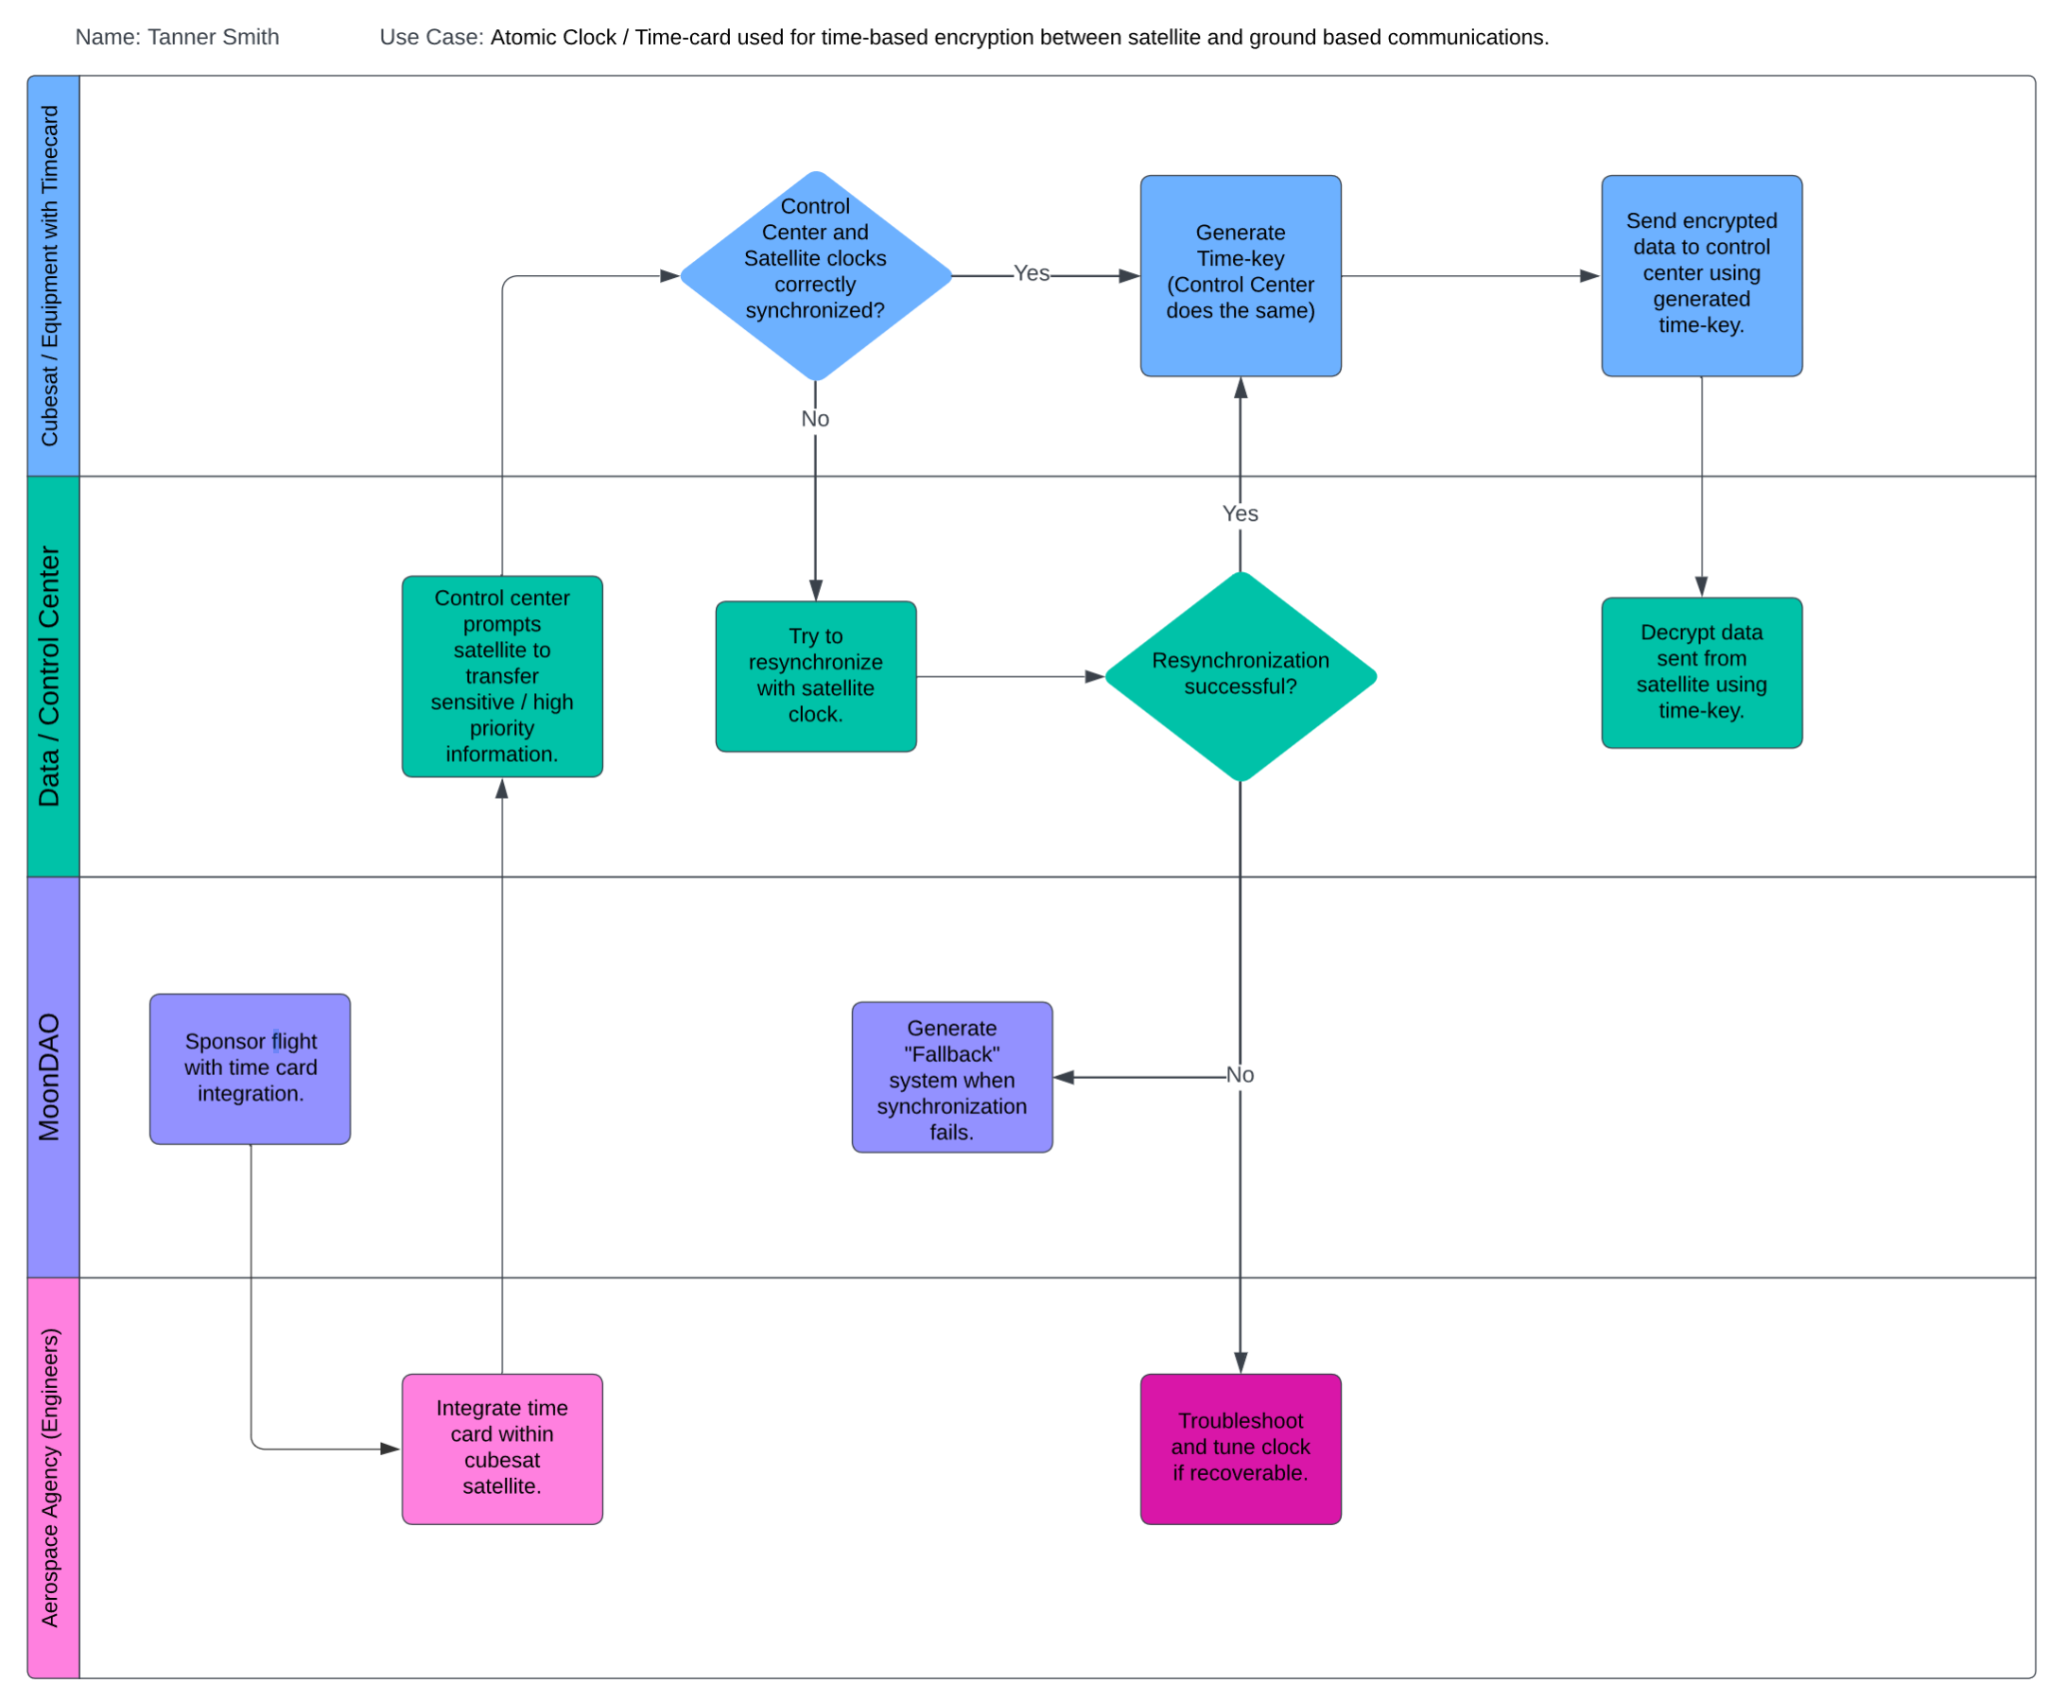 Name: Tanner Smith
Use Case: Atomic Clock / Time-card used for time-based encryption between satellite and ground based communications.
Cubesat / Equipment with Timecard
Control
Center and
Satellite clocks
correctly
synchronized?
Yes
No
Generate
Time-key
(Control Center
does the same)
Send encrypted
data to control
center using
generated
time-key.
Data / Control Center
Control center
prompts
satellite to
transfer
sensitive / high
priority
information.
Try to
resynchronize
with satellite
clock.
Yes
Resynchronization
successful?
Decrypt data
sent from
satellite using
time-key.
MoonDAO
Sponsor flight
with time card
integration.
Generate
"Fallback"
system when
synchronization
fails.
No
Aerospace Agency (Engineers)
Integrate time
card within
cubesat
satellite.
Troubleshoot
and tune clock
if recoverable.